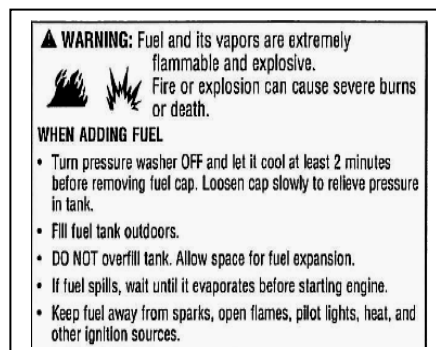 ⚠ WARNING: Fuel and its vapors are extremely
flammable and explosive.
Fire or explosion can cause severe burns
or death.
WHEN ADDING FUEL
• Turn pressure washer OFF and let it cool at least 2 minutes
before removing fuel cap. Loosen cap slowly to relieve pressure
in tank.
• Fill fuel tank outdoors.
• DO NOT overfill tank. Allow space for fuel expansion.
• If fuel spills, wait until it evaporates before starting engine.
• Keep fuel away from sparks, open flames, pilot lights, heat, and
other ignition sources.